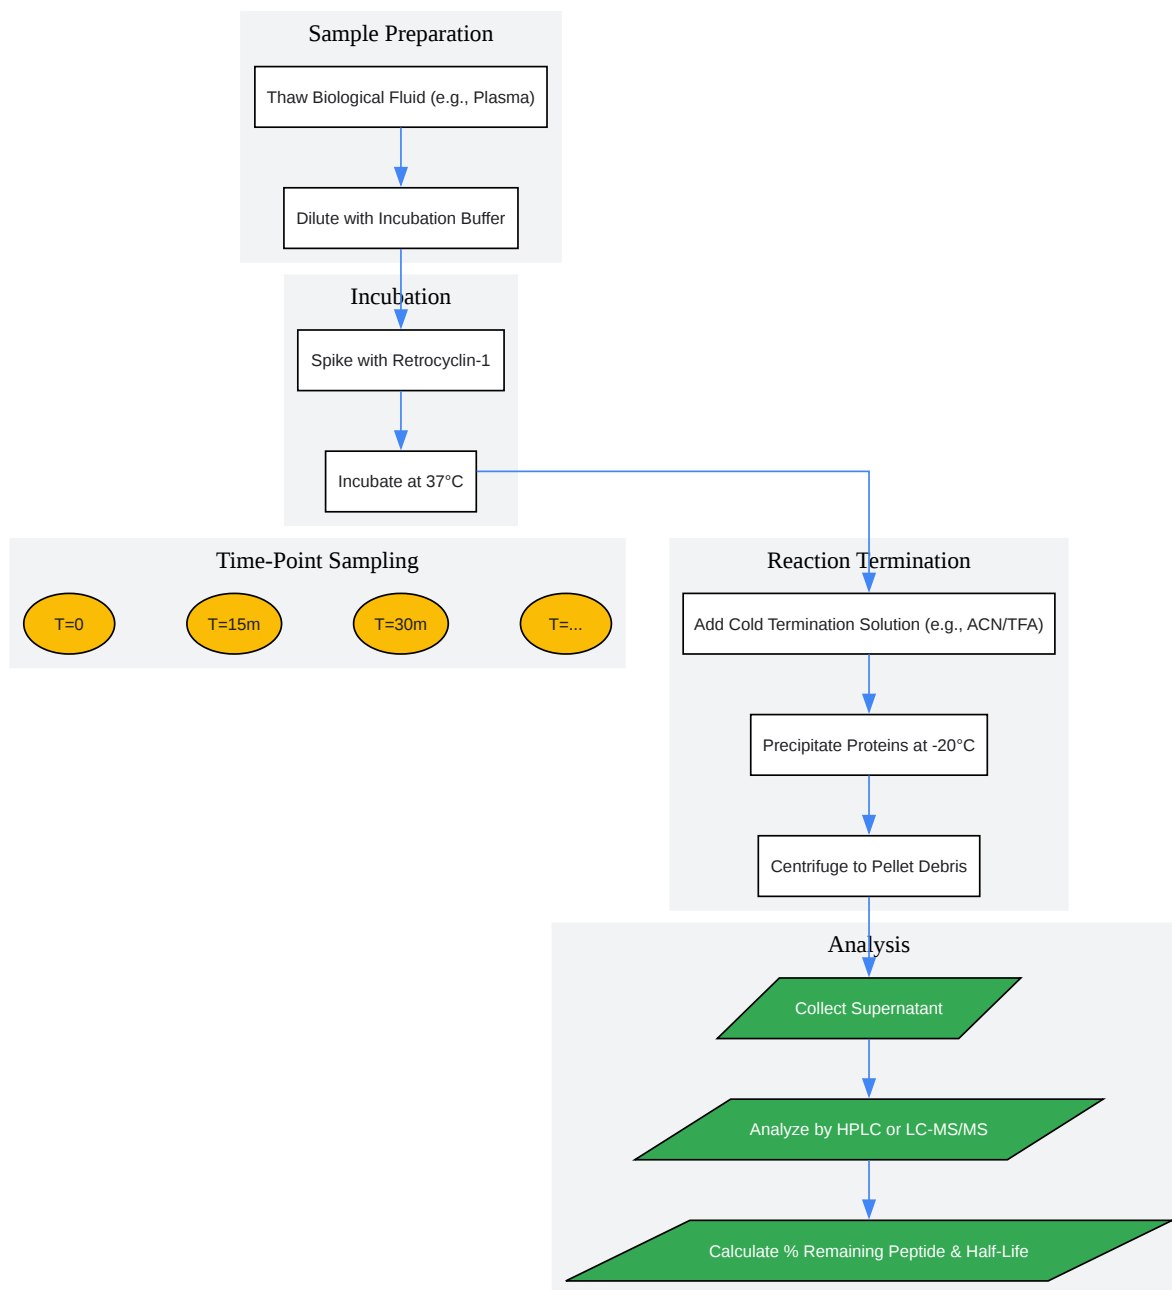 Sample Preparation
Thaw Biological Fluid (e.g., Plasma)
Dilute with Incubation Buffer
Incubation
Spike with Retrocyclin-1
Incubate at 37°C
Time-Point Sampling
T=0
T=15m
T=30m
T=...
Reaction Termination
Add Cold Termination Solution (e.g., ACN/TFA)
Precipitate Proteins at -20°C
Centrifuge to Pellet Debris
Analysis
Collect Supernatant
Analyze by HPLC or LC-MS/MS
Calculate % Remaining Peptide & Half-Life